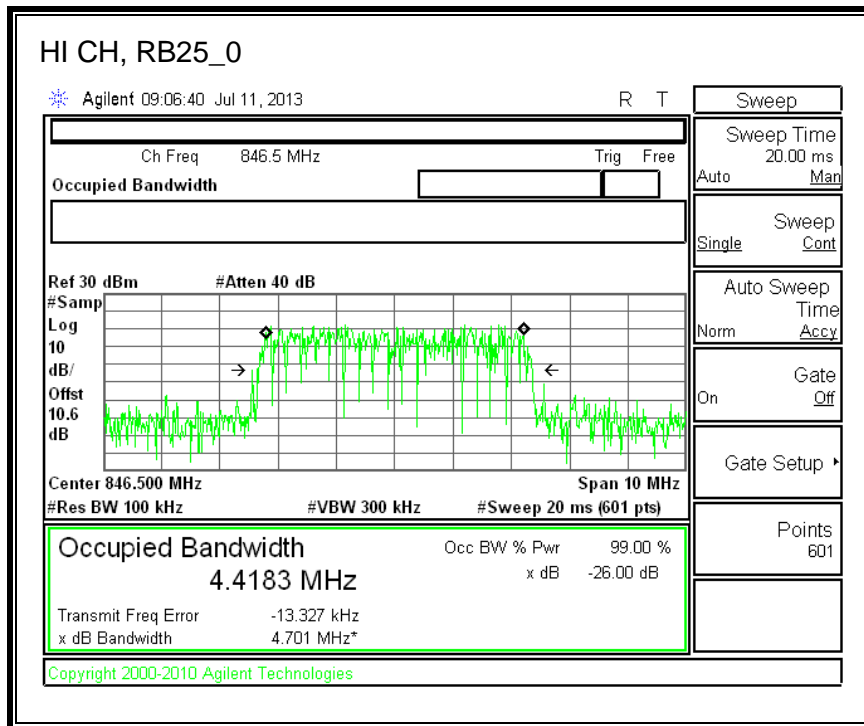 HI CH, RB25_0
Agilent 09:06:40 Jul 11, 2013 R T
Ch Freq 846.5 MHz Trig Free
Occupied Bandwidth
Ref 30 dBm #Atten 40 dB
#Samp
Log
10
dB/
Offst
10.6
dB
Center 846.500 MHz Span 10 MHz
#Res BW 100 kHz #VBW 300 kHz #Sweep 20 ms (601 pts)
Occupied Bandwidth Occ BW % Pwr 99.00 %
4.4183 MHz x dB -26.00 dB
Transmit Freq Error -13.327 kHz
x dB Bandwidth 4.701 MHz*
Copyright 2000-2010 Agilent Technologies
Sweep
Sweep Time
20.00 ms
Auto Man
Sweep
Single Cont
Auto Sweep
Time
Norm Accy
Gate
On Off
Gate Setup
Points
601